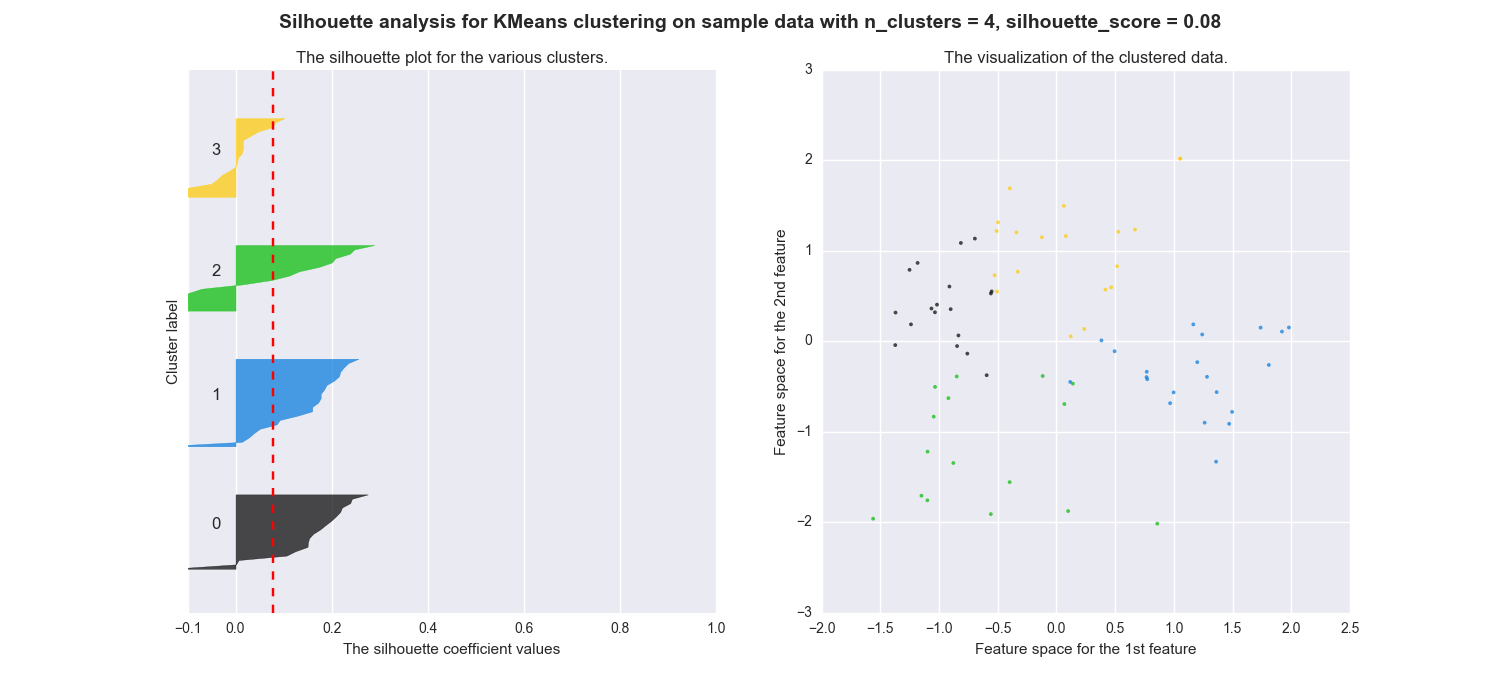 Silhouette analysis for KMeans clustering on sample data with n_clusters = 4, silhouette_score = 0.08
The silhouette plot for the various clusters.
3
2
1
0
Cluster label
−0.1 0.0 0.2 0.4 0.6 0.8 1.0
The silhouette coefficient values
The visualization of the clustered data.
3
2
1
0
−1
−2
−3
Feature space for the 2nd feature
−2.0 −1.5 −1.0 −0.5 0.0 0.5 1.0 1.5 2.0 2.5
Feature space for the 1st feature